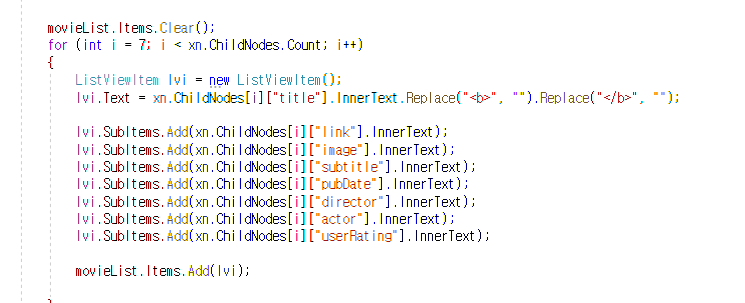 movieList.Items.Clear();
for (int i = 7; i < xn.ChildNodes.Count; i++)
{
ListViewItem lvi = new ListViewItem();
lvi.Text = xn.ChildNodes[i]["title"].InnerText.Replace("<b>", "").Replace("</b>", "");
lvi.SubItems.Add(xn.ChildNodes[i]["link"].InnerText);
lvi.SubItems.Add(xn.ChildNodes[i]["image"].InnerText);
lvi.SubItems.Add(xn.ChildNodes[i]["subtitle"].InnerText);
lvi.SubItems.Add(xn.ChildNodes[i]["pubDate"].InnerText);
lvi.SubItems.Add(xn.ChildNodes[i]["director"].InnerText);
lvi.SubItems.Add(xn.ChildNodes[i]["actor"].InnerText);
lvi.SubItems.Add(xn.ChildNodes[i]["userRating"].InnerText);
movieList.Items.Add(lvi);
}